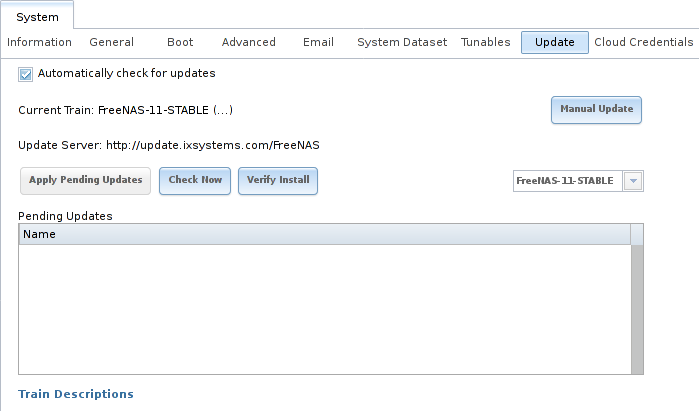 System
Information General Boot Advanced Email System Dataset Tunables Update Cloud Credentials
Automatically check for updates
Current Train: FreeNAS-11-STABLE (...)
Manual Update
Update Server: http://update.ixsystems.com/FreeNAS
Apply Pending Updates Check Now Verify Install FreeNAS-11-STABLE
Pending Updates
Name
Train Descriptions